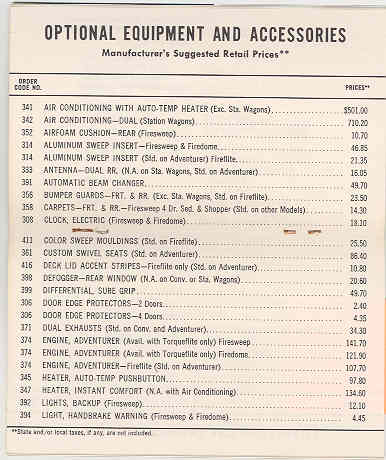 OPTIONAL EQUIPMENT AND ACCESSORIES
Manufacturer's Suggested Retail Prices**
ORDER CODE NO. PRICES**
341 AIR CONDITIONING WITH AUTO-TEMP HEATER (Exc. Sta. Wagons) $501.00
342 AIR CONDITIONING—DUAL (Station Wagons) 710.20
352 AIRFOAM CUSHION—REAR (Firesweep) 10.70
314 ALUMINUM SWEEP INSERT—Firesweep & Firedome 46.85
314 ALUMINUM SWEEP INSERT (Std. on Adventurer) Fireflite 21.35
333 ANTENNA—DUAL RR. (N.A. on Sta. Wagons, Std. on Adventurer) 16.05
391 AUTOMATIC BEAM CHANGER 49.70
356 BUMPER GUARDS—FRT. & RR. (Exc. Sta. Wagons, Std. on Fireflite) 23.50
358 CARPETS—FRT. & RR.—Firesweep 4 Dr. Sed. & Shopper (Std. on other Models) 14.30
308 CLOCK, ELECTRIC (Firesweep & Firedome) 18.10
411 COLOR SWEEP MOULDINGS (Std. on Fireflite) 25.50
361 CUSTOM SWIVEL SEATS (Std. on Adventurer) 86.40
416 DECK LID ACCENT STRIPES—Fireflite only (Std. on Adventurer) 10.80
398 DEFOGGER—REAR WINDOW (N.A. on Conv. or Sta. Wagons) 20.60
399 DIFFERENTIAL, SURE GRIP 49.70
306 DOOR EDGE PROTECTORS—2 Doors 2.40
306 DOOR EDGE PROTECTORS—4 Doors 4.35
371 DUAL EXHAUSTS (Std. on Conv. and Adventurer) 34.30
374 ENGINE, ADVENTURER (Avail. with Torqueflite only) Firesweep 141.70
374 ENGINE, ADVENTURER (Avail. with Torqueflite only) Firedome 121.90
374 ENGINE, ADVENTURER—Fireflite (Std. on Adventurer) 107.70
345 HEATER, AUTO-TEMP PUSHBUTTON 97.80
347 HEATER, INSTANT COMFORT (N.A. with Air Conditioning) 134.60
392 LIGHTS, BACKUP (Firesweep) 12.10
394 LIGHT, HANDBRAKE WARNING (Firesweep & Firedome) 4.45
**State and/or local taxes, if any, are not included.